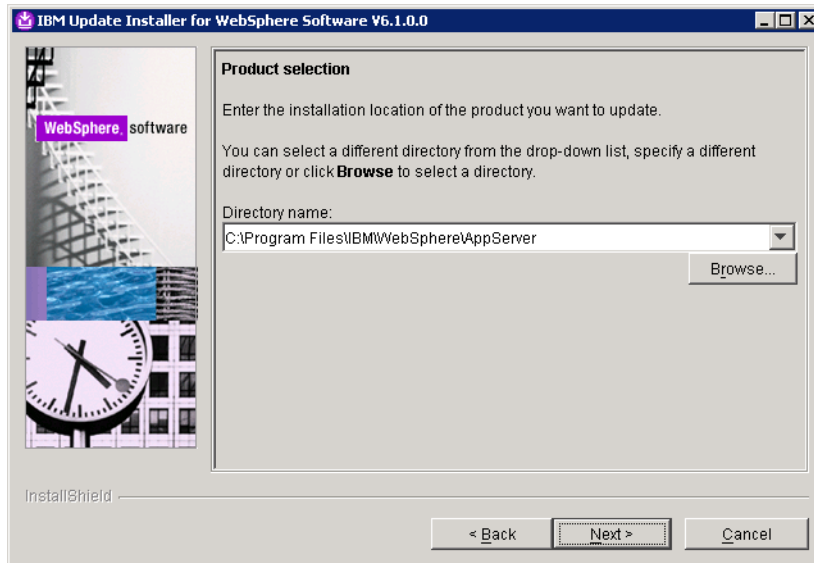 IBM Update Installer for WebSphere Software V6.1.0.0
WebSphere. software
Product selection
Enter the installation location of the product you want to update.
You can select a different directory from the drop-down list, specify a different
directory or click Browse to select a directory.
Directory name:
C:\Program Files\IBM\WebSphere\AppServer
Browse...
InstallShield
< Back
Next >
Cancel